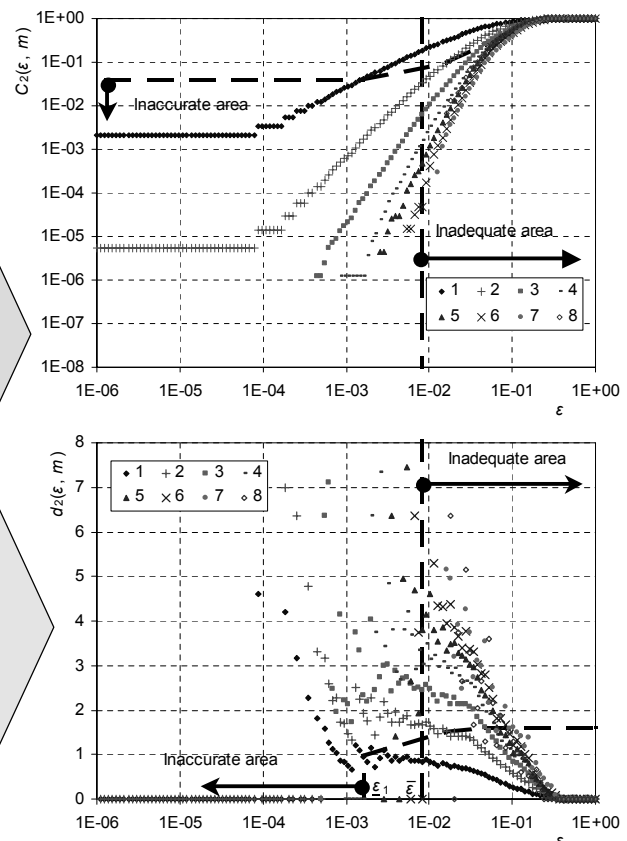 C2(ε, m)
1E+00
1E-01
1E-02
1E-03
1E-04
1E-05
1E-06
1E-07
1E-08
Inaccurate area
Inadequate area
1 2 3 4
5 6 7 8
1E-06 1E-05 1E-04 1E-03 1E-02 1E-01 1E+00
ε
d2(ε, m)
8
7
6
5
4
3
2
1
0
1 2 3 4
5 6 7 8
Inadequate area
Inaccurate area
ε1 ε̄
1E-06 1E-05 1E-04 1E-03 1E-02 1E-01 1E+00
ε